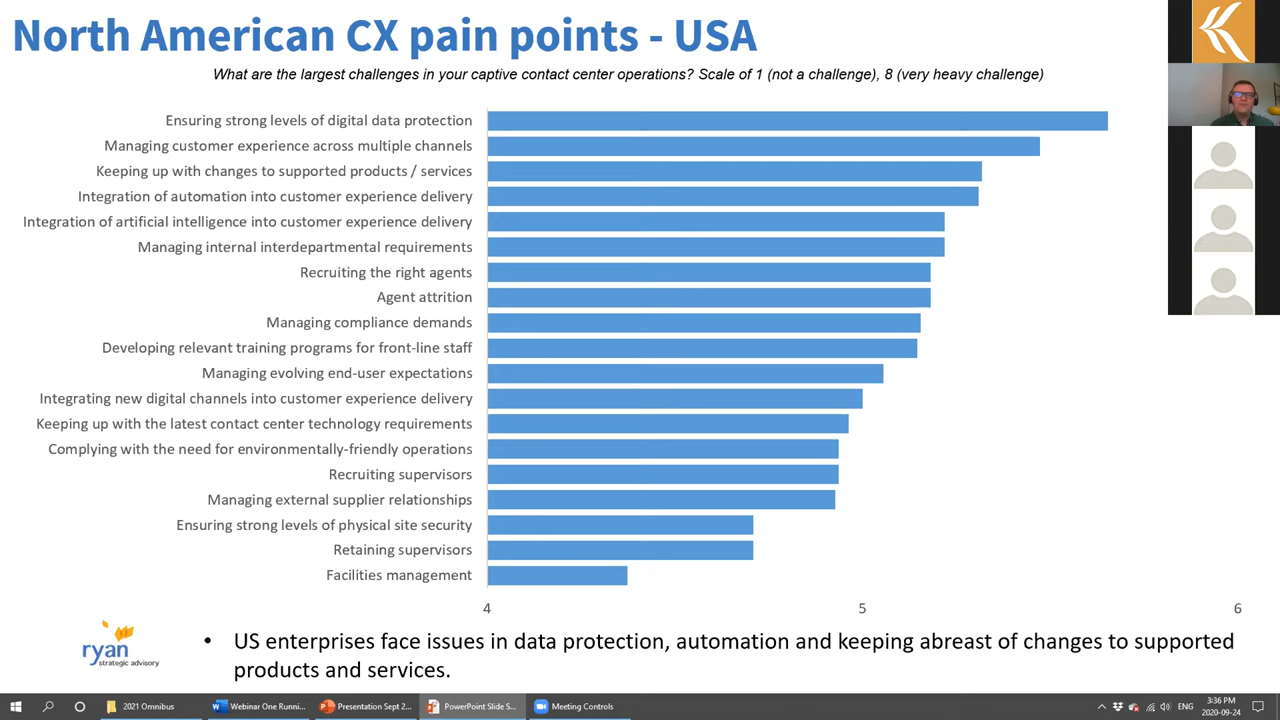 North American CX pain points - USA
What are the largest challenges in your captive contact center operations? Scale of 1 (not a challenge), 8 (very heavy challenge)
Ensuring strong levels of digital data protection
Managing customer experience across multiple channels
Keeping up with changes to supported products / services
Integration of automation into customer experience delivery
Integration of artificial intelligence into customer experience delivery
Managing internal interdepartmental requirements
Recruiting the right agents
Agent attrition
Managing compliance demands
Developing relevant training programs for front-line staff
Managing evolving end-user expectations
Integrating new digital channels into customer experience delivery
Keeping up with the latest contact center technology requirements
Complying with the need for environmentally-friendly operations
Recruiting supervisors
Managing external supplier relationships
Ensuring strong levels of physical site security
Retaining supervisors
Facilities management
4 5 6
ryan
strategic advisory
• US enterprises face issues in data protection, automation and keeping abreast of changes to supported
products and services.
2021 Omnibus
Webinar One Runni...
Presentation Sept 2...
PowerPoint Slide S...
Meeting Controls
ENG
3:36 PM
2020-09-24